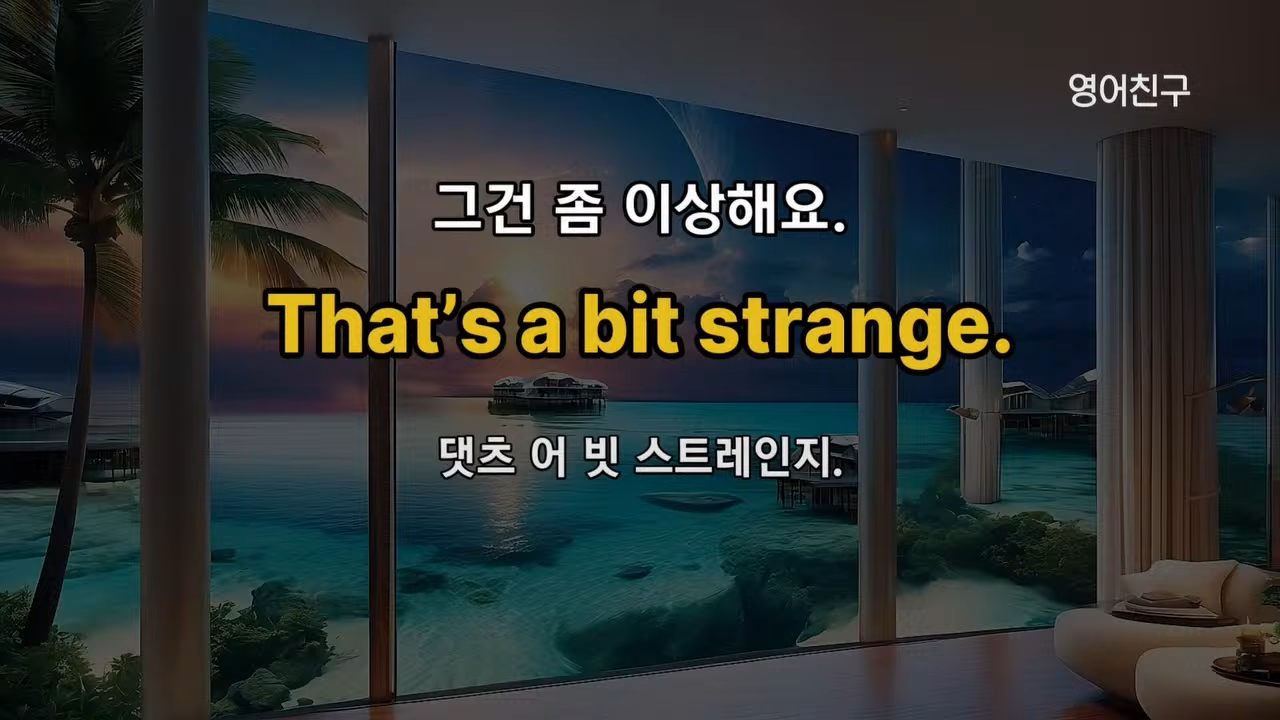 영어친구
그건 좀 이상해요.
That’s a bit strange.
댓츠 어 빗 스트레인지.